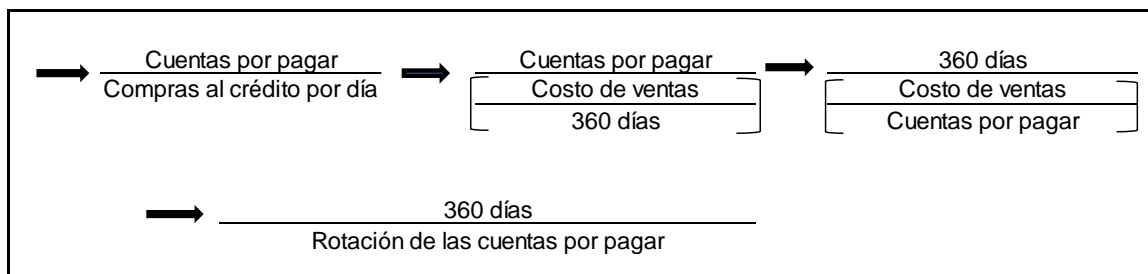 Cuentas por pagar
Compras al crédito por día
Cuentas por pagar
Costo de ventas
360 días
360 días
Costo de ventas
Cuentas por pagar
360 días
Rotación de las cuentas por pagar